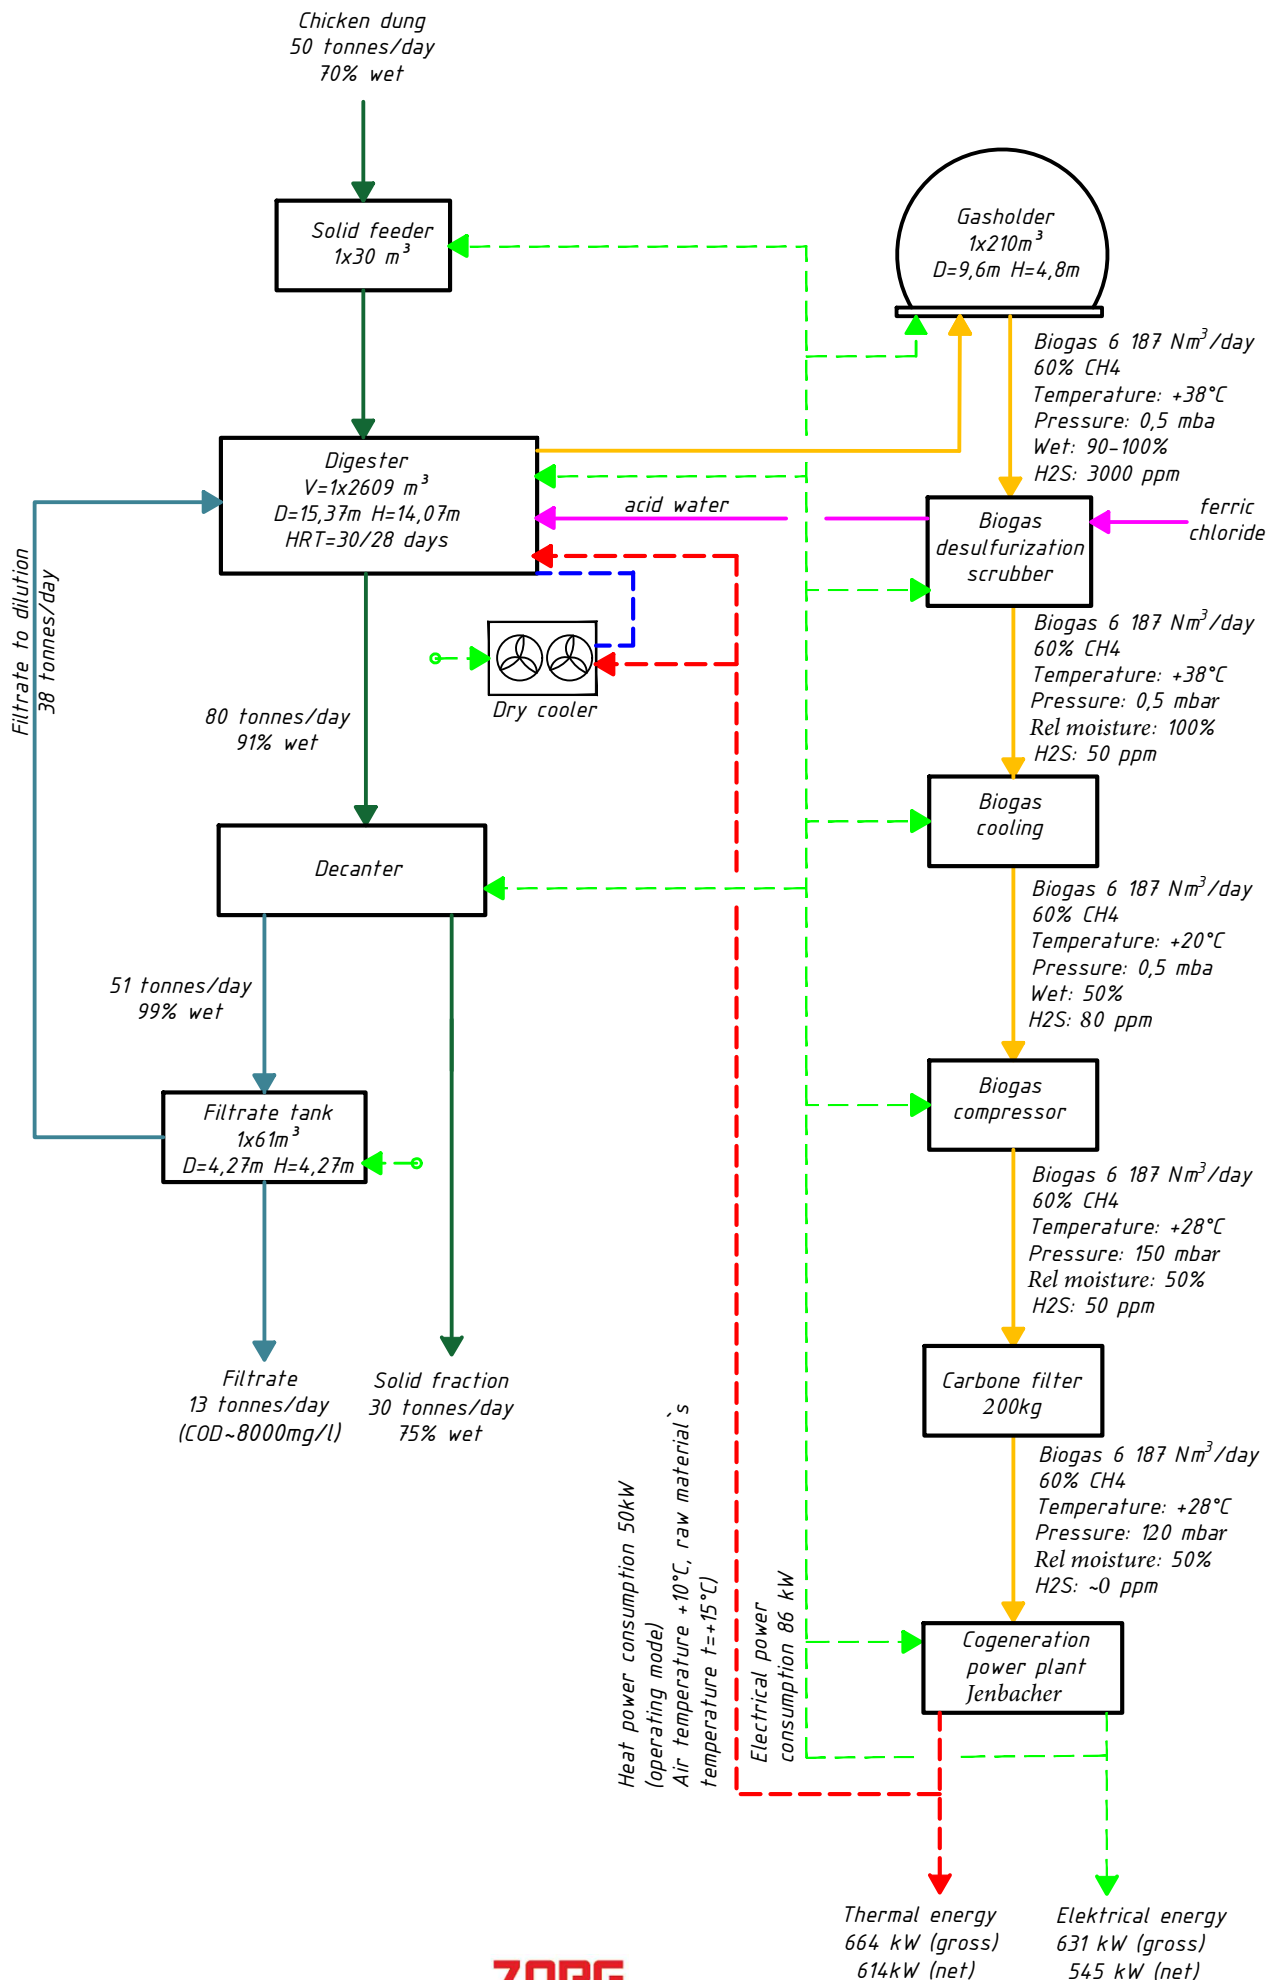 Chicken dung
50 tonnes/day
70% wet
Solid feeder
1x30 m³
Gasholder
1x210m³
D=9,6m H=4,8m
Biogas 6 187 Nm³/day
60% CH4
Temperature: +38°C
Pressure: 0,5 mba
Wet: 90-100%
H2S: 3000 ppm
Digester
V=1x2609 m³
D=15,37m H=14,07m
HRT=30/28 days
acid water
Biogas
desulfurization
scrubber
ferric
chloride
Filtrate to dilution
38 tonnes/day
Biogas 6 187 Nm³/day
60% CH4
Temperature: +38°C
Pressure: 0,5 mbar
Rel moisture: 100%
H2S: 50 ppm
Dry cooler
80 tonnes/day
91% wet
Biogas
cooling
Decanter
Biogas 6 187 Nm³/day
60% CH4
Temperature: +20°C
Pressure: 0,5 mba
Wet: 50%
H2S: 80 ppm
51 tonnes/day
99% wet
Biogas
compressor
Filtrate tank
1x61m³
D=4,27m H=4,27m
Biogas 6 187 Nm³/day
60% CH4
Temperature: +28°C
Pressure: 150 mbar
Rel moisture: 50%
H2S: 50 ppm
Filtrate
13 tonnes/day
(COD~8000mg/l)
Solid fraction
30 tonnes/day
75% wet
Carbone filter
200kg
Biogas 6 187 Nm³/day
60% CH4
Temperature: +28°C
Pressure: 120 mbar
Rel moisture: 50%
H2S: ~0 ppm
Heat power consumption 50kW
(operating mode)
Air temperature +10°C, raw material`s
temperature t=+15°C)
Electrical power
consumption 86 kW
Cogeneration
power plant
Jenbacher
Thermal energy
664 kW (gross)
614kW (net)
Elektrical energy
631 kW (gross)
545 kW (net)
ZORG